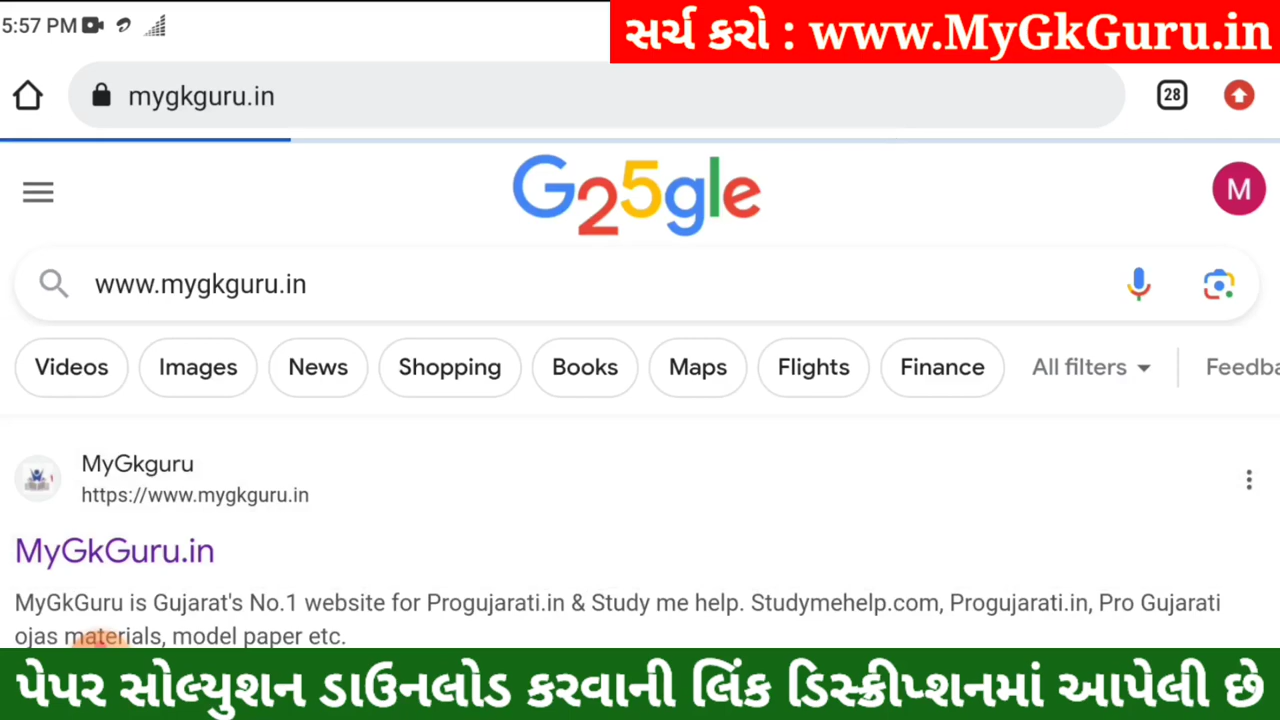 5:57 PM
સર્ચ કરો : www.MyGkGuru.in
mygkguru.in
28
G25gle
M
www.mygkguru.in
Videos Images News Shopping Books Maps Flights Finance All filters Feedba
MyGkguru
https://www.mygkguru.in
MyGkGuru.in
MyGkGuru is Gujarat's No.1 website for Progujarati.in & Study me help. Studymehelp.com, Progujarati.in, Pro Gujarati
ojas materials, model paper etc.
પેપર સોલ્યુશન ડાઉનલોડ કરવાની લિંક ડિસ્ક્રીપ્શનમાં આપેલી છે